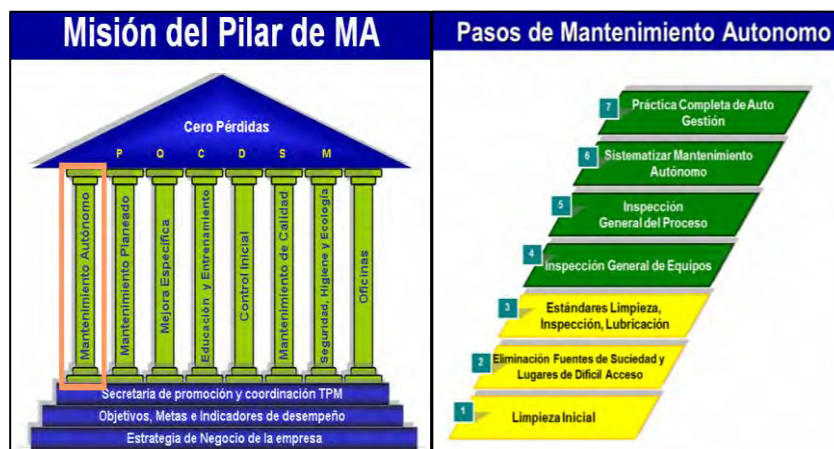 Misión del Pilar de MA
Cero Pérdidas
P Q C D S M
Mantenimiento Autónomo
Mantenimiento Planeado
Mejora Específica
Educación y Entrenamiento
Control Inicial
Mantenimiento de Calidad
Seguridad, Higiene y Ecología
Oficinas
Secretaria de promoción y coordinación TPM
Objetivos, Metas e Indicadores de desempeño
Estrategia de Negocio de la empresa
Pasos de Mantenimiento Autonomo
7
Práctica Completa de Auto
Gestión
6
Sistematizar Mantenimiento
Autónomo
5
Inspección
General del Proceso
4
Inspección General de Equipos
3
Estándares Limpieza,
Inspección, Lubricación
2
Eliminación Fuentes de Suciedad y
Lugares de Difícil Acceso
1
Limpieza Inicial